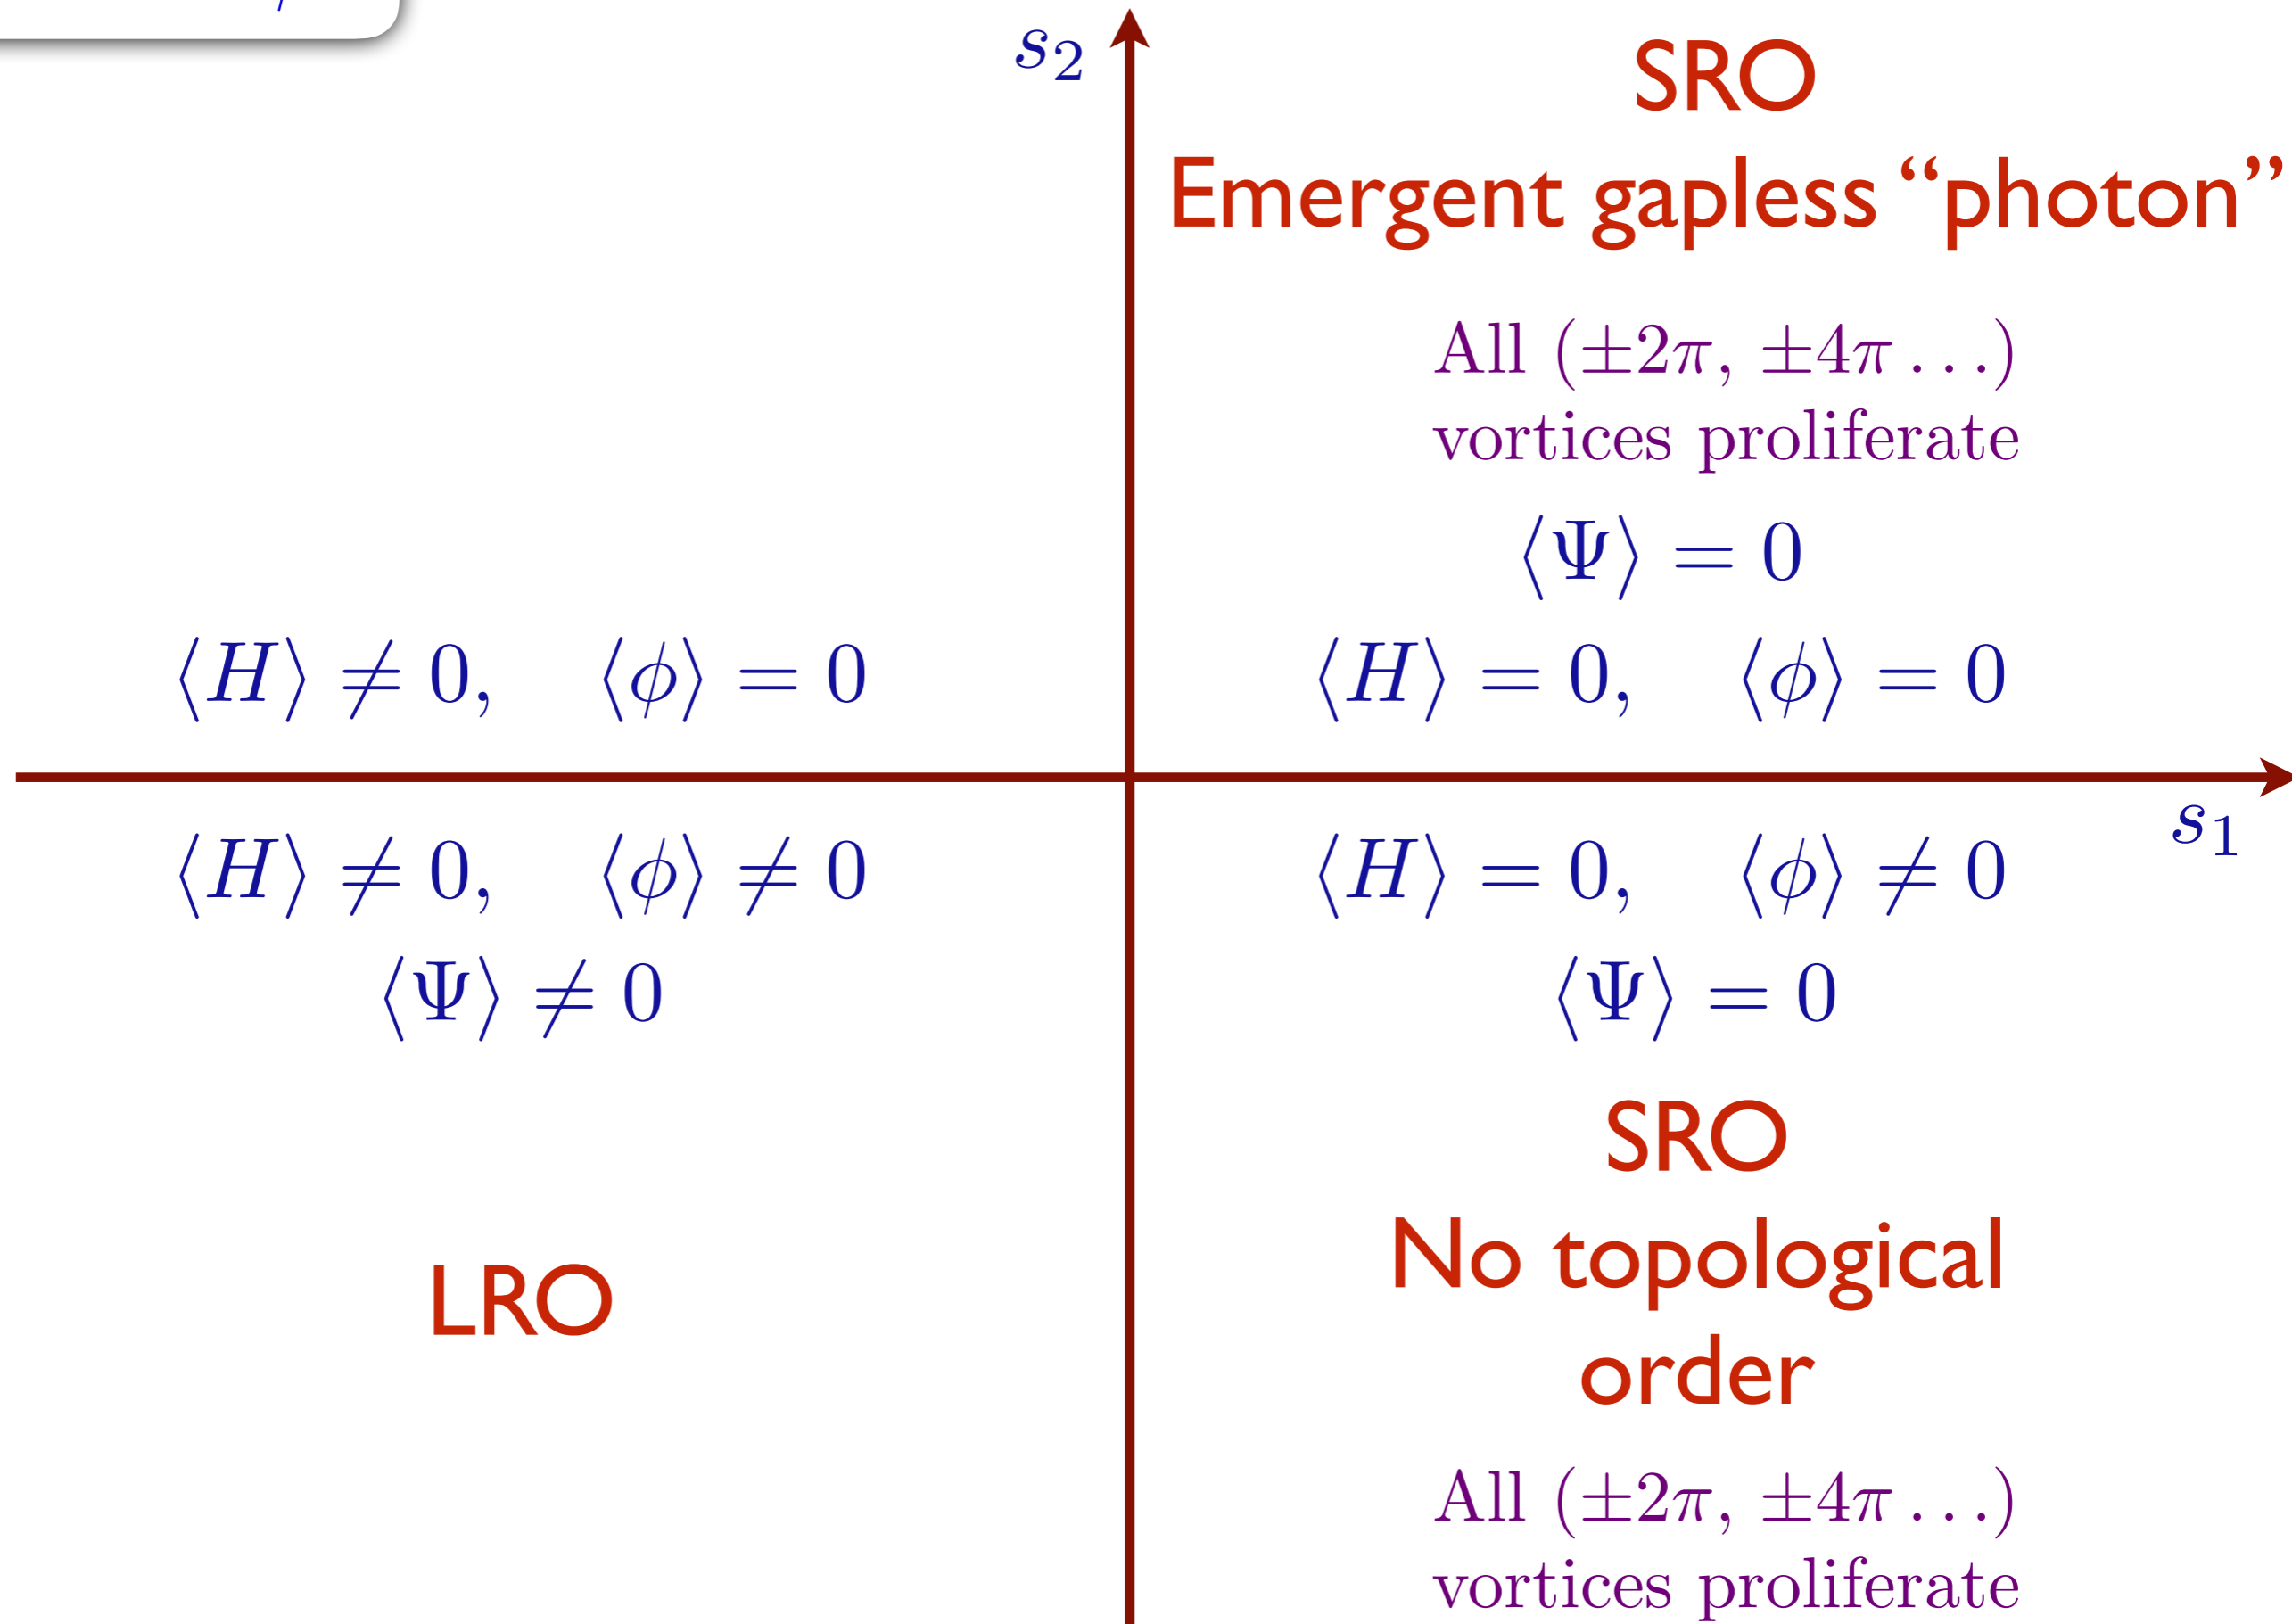 s₂
SRO
Emergent gapless “photon”
All (±2π, ±4π...)
vortices proliferate
⟨Ψ⟩ = 0
⟨H⟩ ≠ 0, ⟨ϕ⟩ = 0
⟨H⟩ = 0, ⟨ϕ⟩ = 0
s₁
⟨H⟩ ≠ 0, ⟨ϕ⟩ ≠ 0
⟨Ψ⟩ ≠ 0
LRO
⟨H⟩ = 0, ⟨ϕ⟩ ≠ 0
⟨Ψ⟩ = 0
SRO
No topological
order
All (±2π, ±4π...)
vortices proliferate